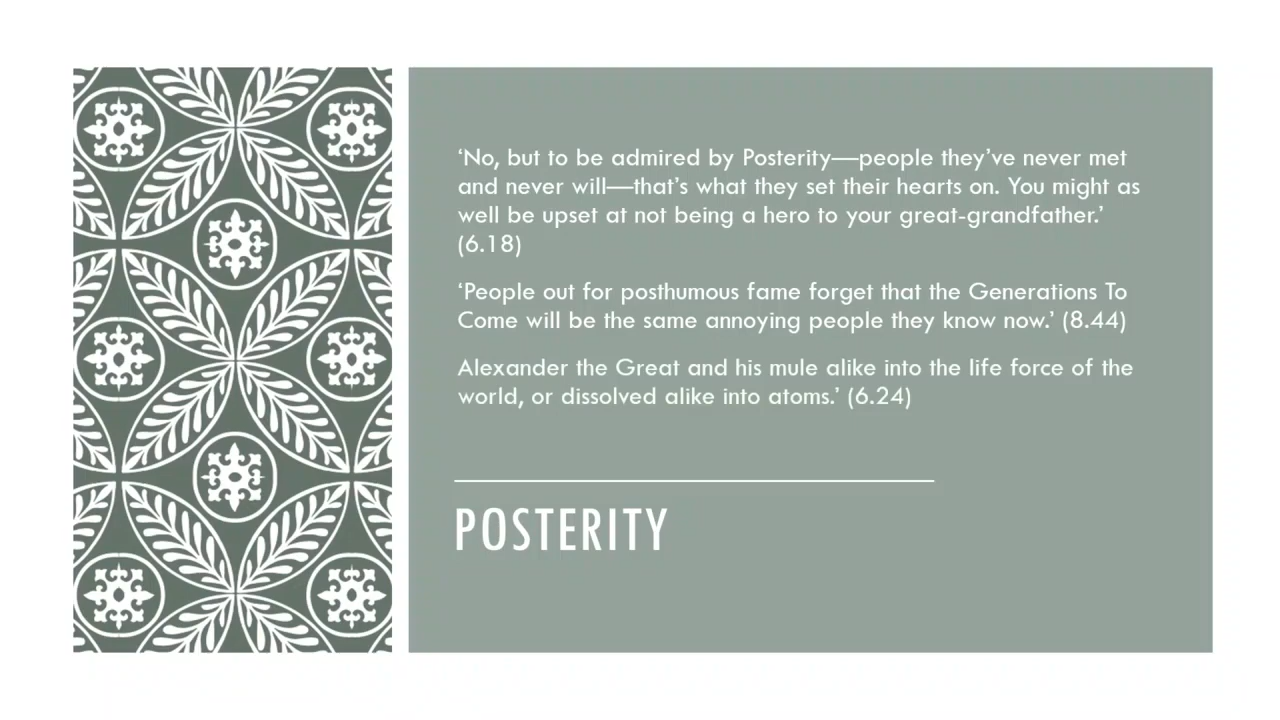 ‘No, but to be admired by Posterity—people they’ve never met
and never will—that’s what they set their hearts on. You might as
well be upset at not being a hero to your great-grandfather.’
(6.18)
‘People out for posthumous fame forget that the Generations To
Come will be the same annoying people they know now.’ (8.44)
Alexander the Great and his mule alike into the life force of the
world, or dissolved alike into atoms.’ (6.24)
POSTERITY